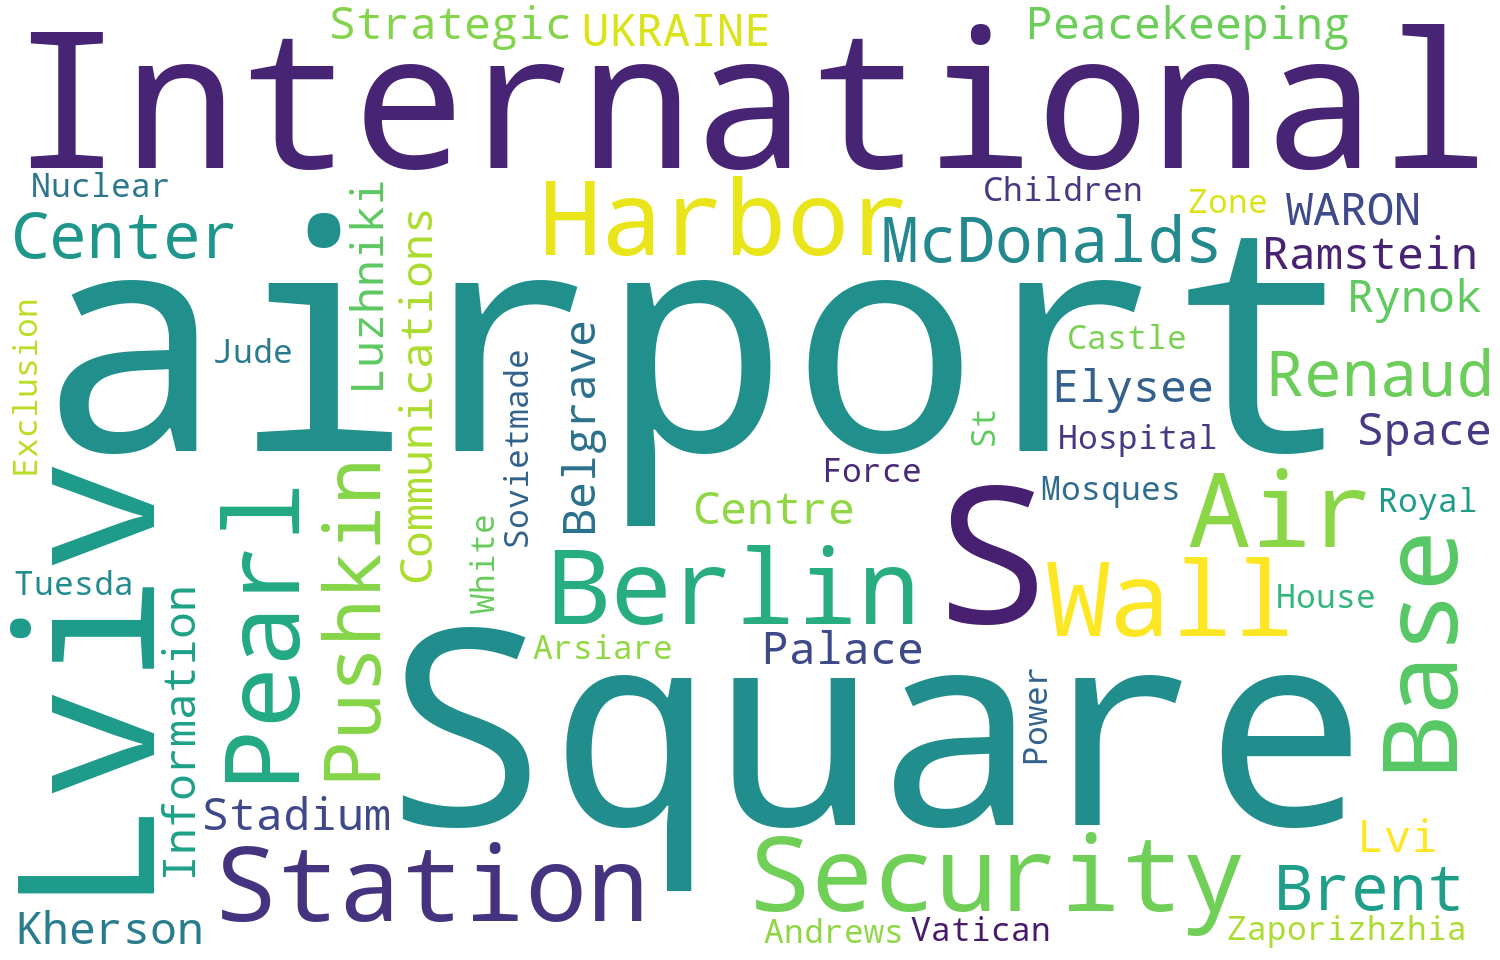 Strategic
UKRAINE
Peacekeeping
International
Nuclear
Children
Zone
WARON
Center
Harbor
McDonalds
Ramstein
Luzhniki
Communications
airport
Rynok
Exclusion
Jude
Belgrave
Castle
Renaud
Sovietmade
Elysee
St
Hospital
Space
Lviv
Pearl
Pushkin
Force
Mosques
Air
Royal
Centre
S
White
Berlin
Wall
Base
Tuesda
House
Information
Arsiare
Palace
Square
Power
Stadium
Station
Security
Lvi
Brent
Kherson
Andrews
Vatican
Zaporizhzhia